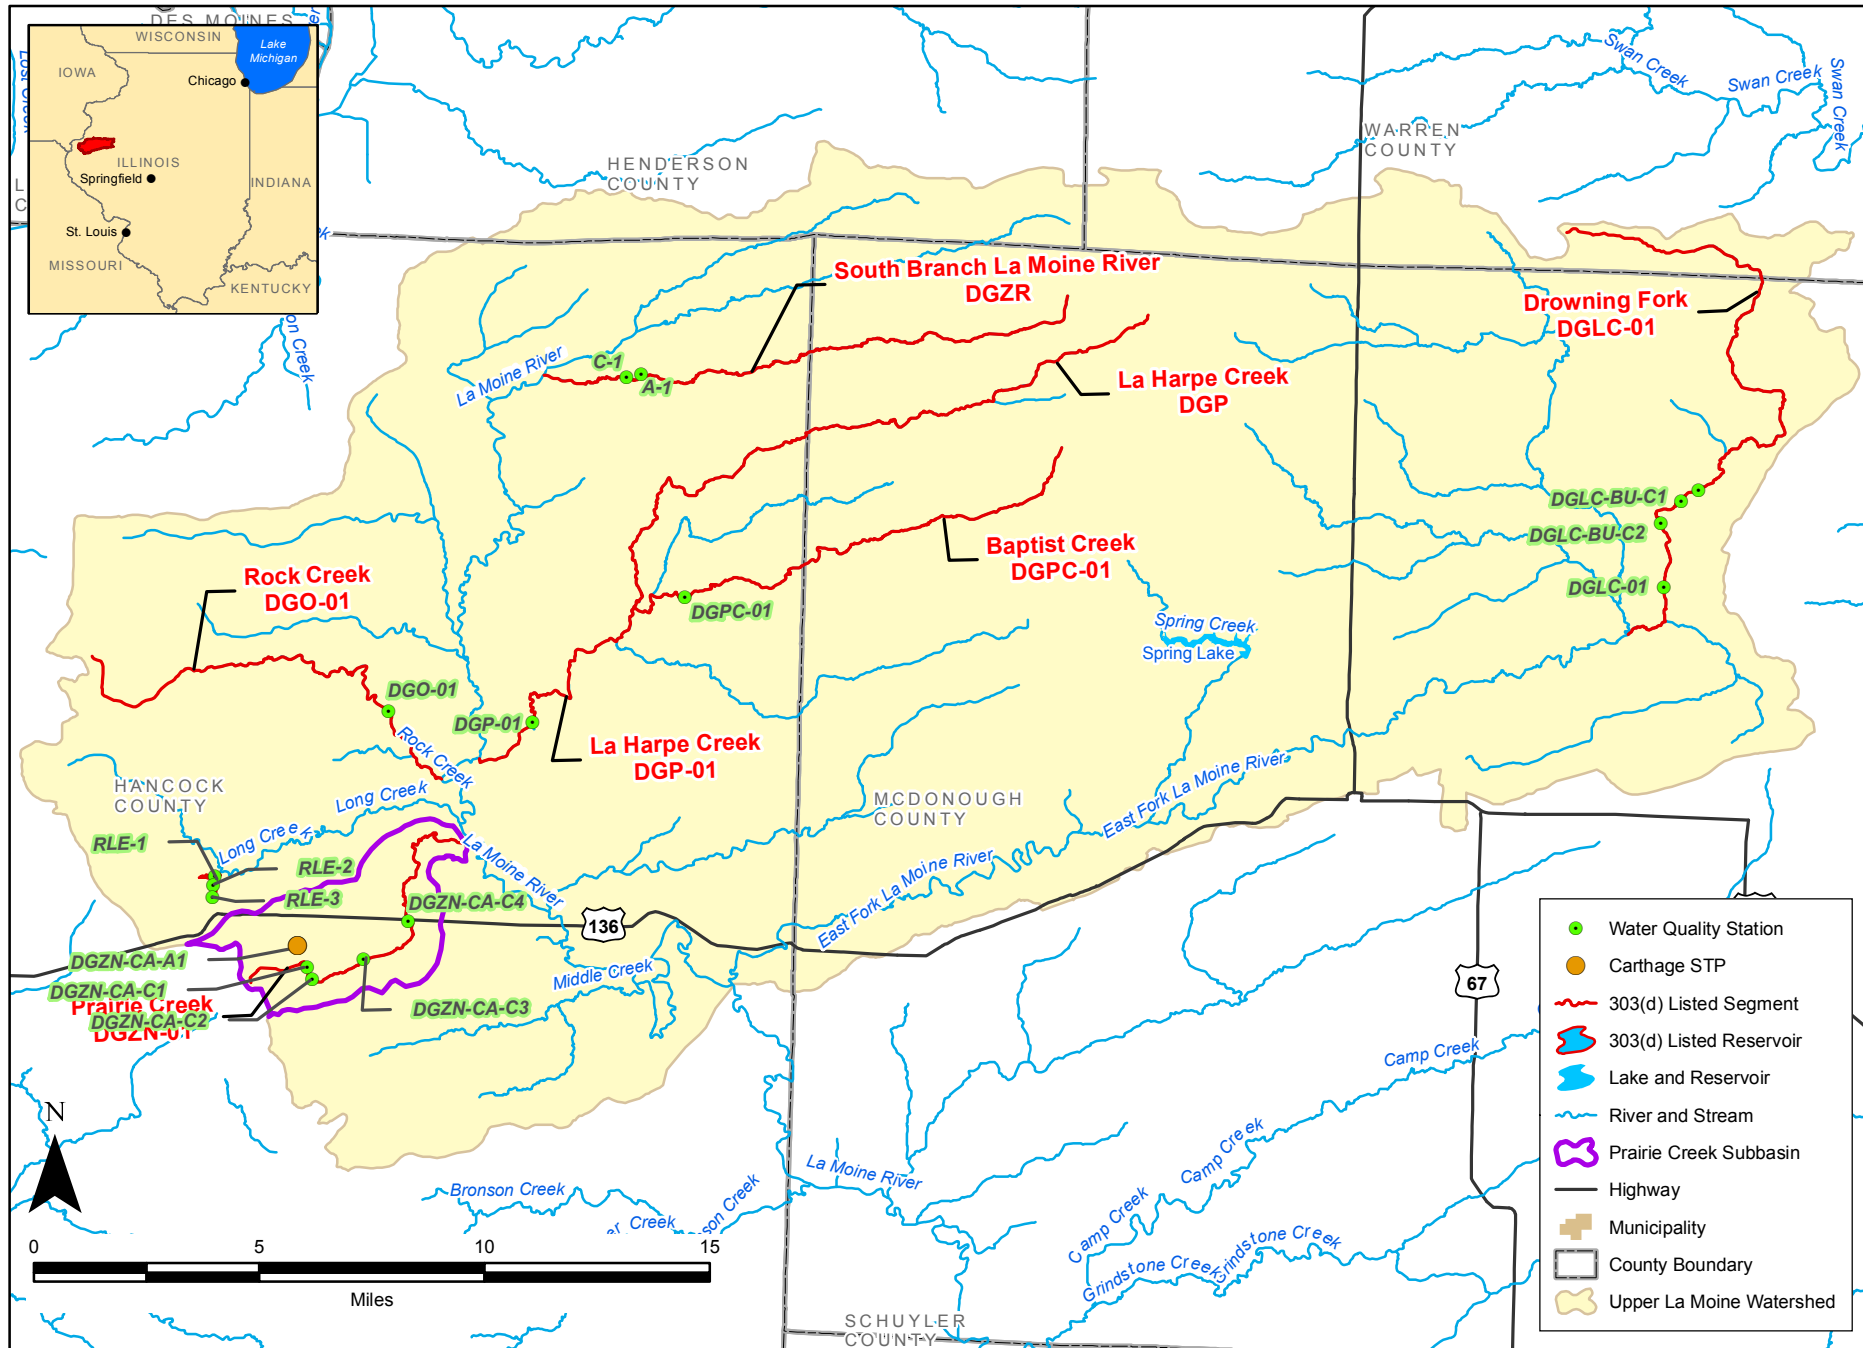 DES MOINES
WISCONSIN
Lake
Michigan
IOWA
Chicago
ILLINOIS
Springfield
INDIANA
St. Louis
MISSOURI
KENTUCKY
HENDERSON
COUNTY
WARREN
COUNTY
Swan Creek
Swan Creek
Swan Creek
South Branch La Moine River
DGZR
Drowning Fork
DGLC-01
La Moine River
C-1
A-1
La Harpe Creek
DGP
DGLC-BU-C1
DGLC-BU-C2
DGLC-01
Baptist Creek
DGPC-01
DGPC-01
Rock Creek
DGO-01
Spring Creek
Spring Lake
DGO-01
DGP-01
Rock Creek
La Harpe Creek
DGP-01
HANCOCK
COUNTY
Long Creek
Long Creek
MCDONOUGH
COUNTY
East Fork La Moine River
East Fork La Moine River
RLE-1
RLE-2
RLE-3
La Moine River
DGZN-CA-C4
136
DGZN-CA-A1
DGZN-CA-C1
Prairie Creek
DGZN-CA-C2
DGZN-01
DGZN-CA-C3
Middle Creek
67
Camp Creek
Camp Creek
Camp Creek
Grindstone Creek
Grindstone Creek
La Moine River
Bronson Creek
er Creek
son Creek
on Creek
N
0 5 10 15
Miles
SCHUYLER
COUNTY
Water Quality Station
Carthage STP
303(d) Listed Segment
303(d) Listed Reservoir
Lake and Reservoir
River and Stream
Prairie Creek Subbasin
Highway
Municipality
County Boundary
Upper La Moine Watershed